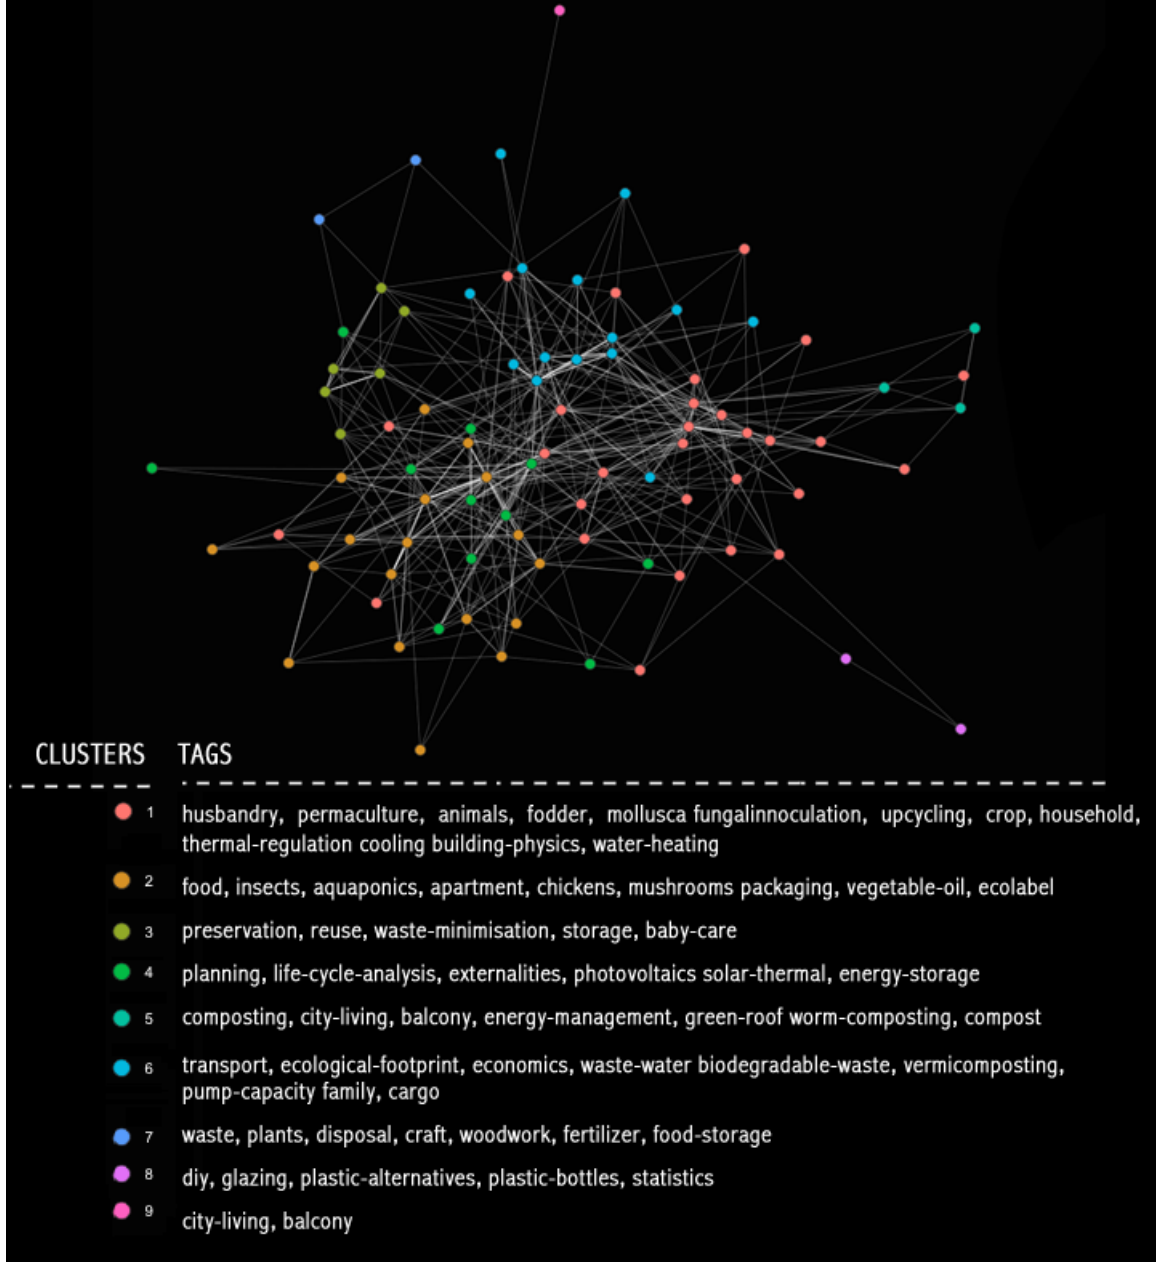 CLUSTERS TAGS
1 husbandry, permaculture, animals, fodder, mollusca fungalinnoculation, upcycling, crop, household,
thermal-regulation cooling building-physics, water-heating
2 food, insects, aquaponics, apartment, chickens, mushrooms packaging, vegetable-oil, ecolabel
3 preservation, reuse, waste-minimisation, storage, baby-care
4 planning, life-cycle-analysis, externalities, photovoltaics solar-thermal, energy-storage
5 composting, city-living, balcony, energy-management, green-roof worm-composting, compost
6 transport, ecological-footprint, economics, waste-water biodegradable-waste, vermicomposting,
pump-capacity family, cargo
7 waste, plants, disposal, craft, woodwork, fertilizer, food-storage
8 diy, glazing, plastic-alternatives, plastic-bottles, statistics
9 city-living, balcony